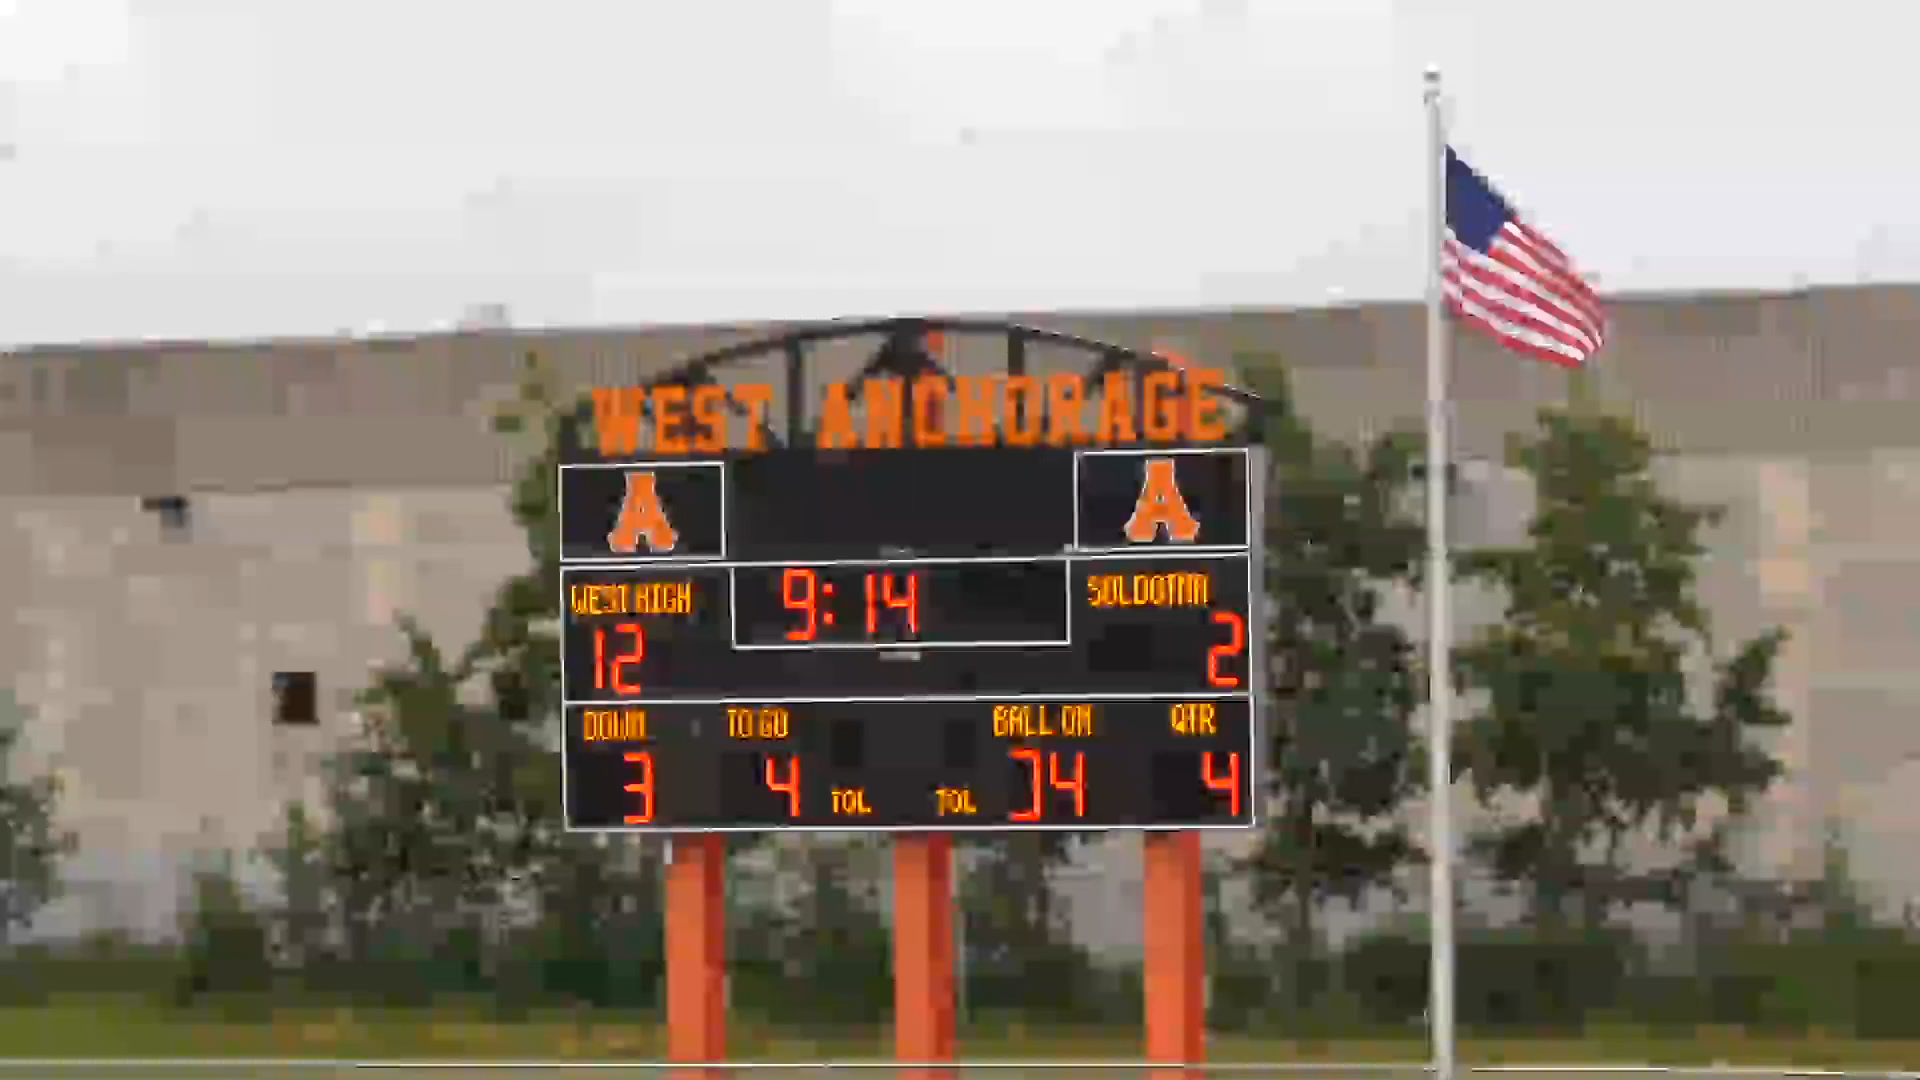 WEST ANCHORAGE
A A
WEST HIGH 9:14 SOLDOTNA
12 2
DOWN TO GO BALL ON QTR
3 4 TOL TOL 34 4